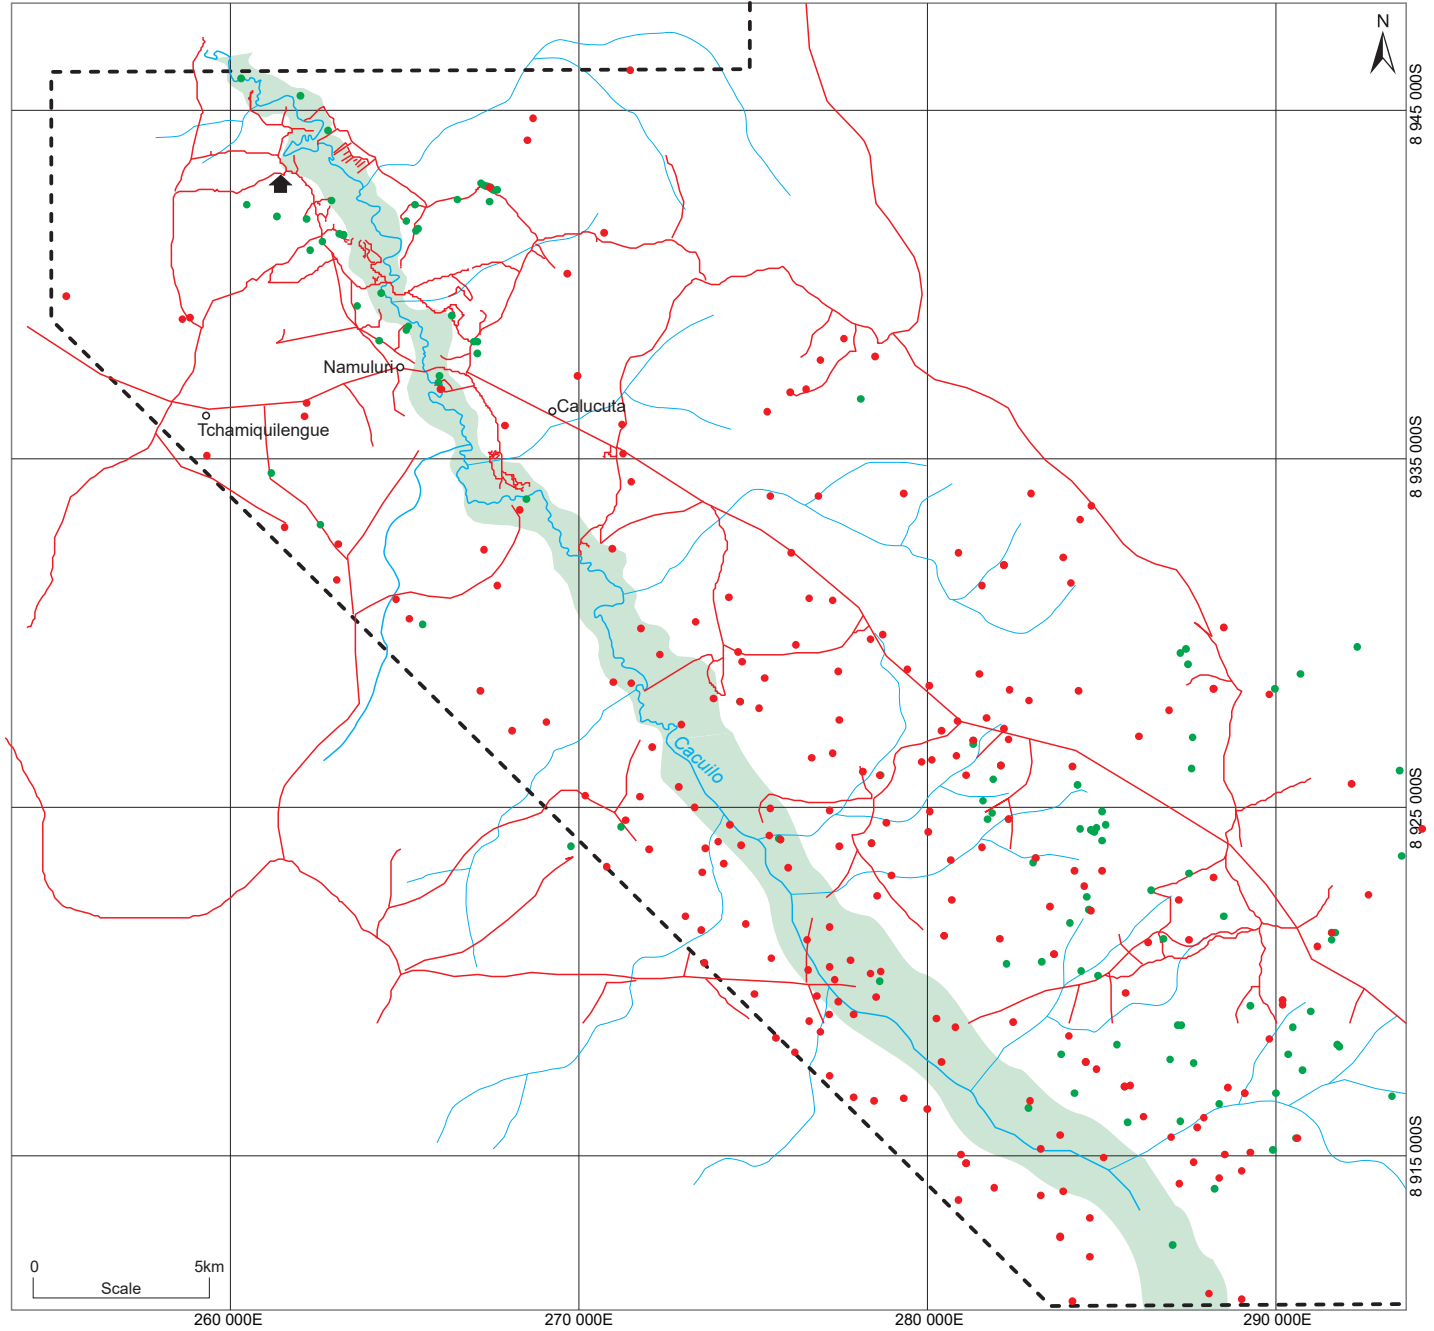 N
8 945 000S
Namuluri
Calucuta
Tchamiquilengue
8 935 000S
Cacuilo
8 925 000S
8 915 000S
0 5km
Scale
260 000E 270 000E 280 000E 290 000E